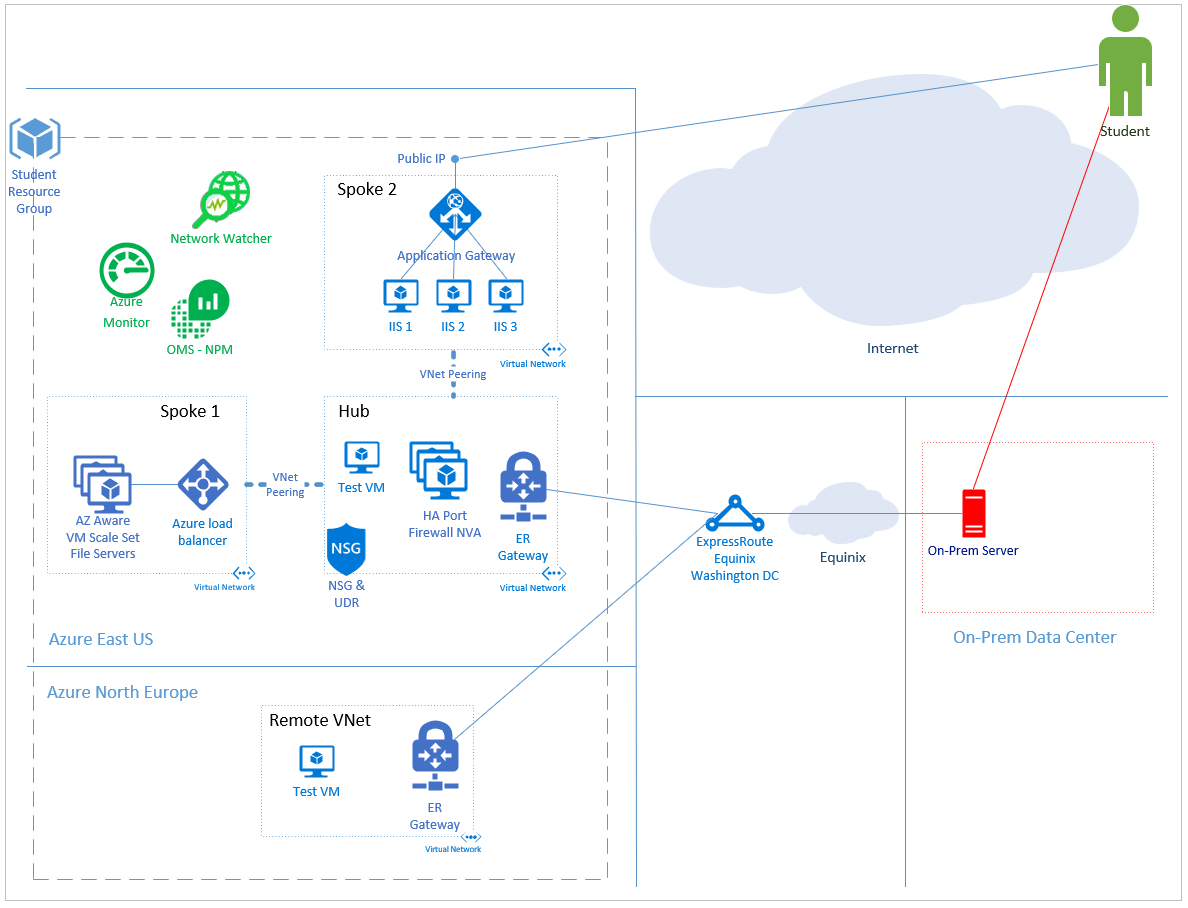 Student
Student
Resource
Group
Public IP
Spoke 2
Network Watcher
Application Gateway
Azure
Monitor
IIS 1
IIS 2
IIS 3
OMS - NPM
Virtual Network
Internet
VNet Peering
Spoke 1
Hub
VNet
Peering
Test VM
AZ Aware
VM Scale Set
File Servers
Azure load
balancer
HA Port
Firewall NVA
ER
Gateway
NSG
NSG &
UDR
Virtual Network
Virtual Network
ExpressRoute
Equinix
Washington DC
Equinix
On-Prem Server
On-Prem Data Center
Azure East US
Azure North Europe
Remote VNet
Test VM
ER
Gateway
Virtual Network